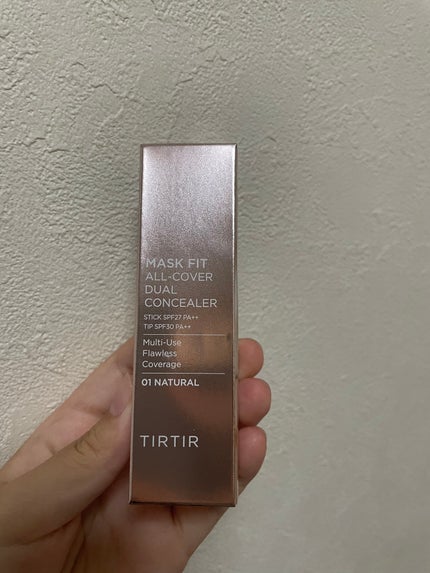 MASK FIT
ALL-COVER
DUAL
CONCEALER
STICK SPF27 PA++
TIP SPF30 PA++
Multi-Use
Flawless
Coverage
01 NATURAL
TIRTIR